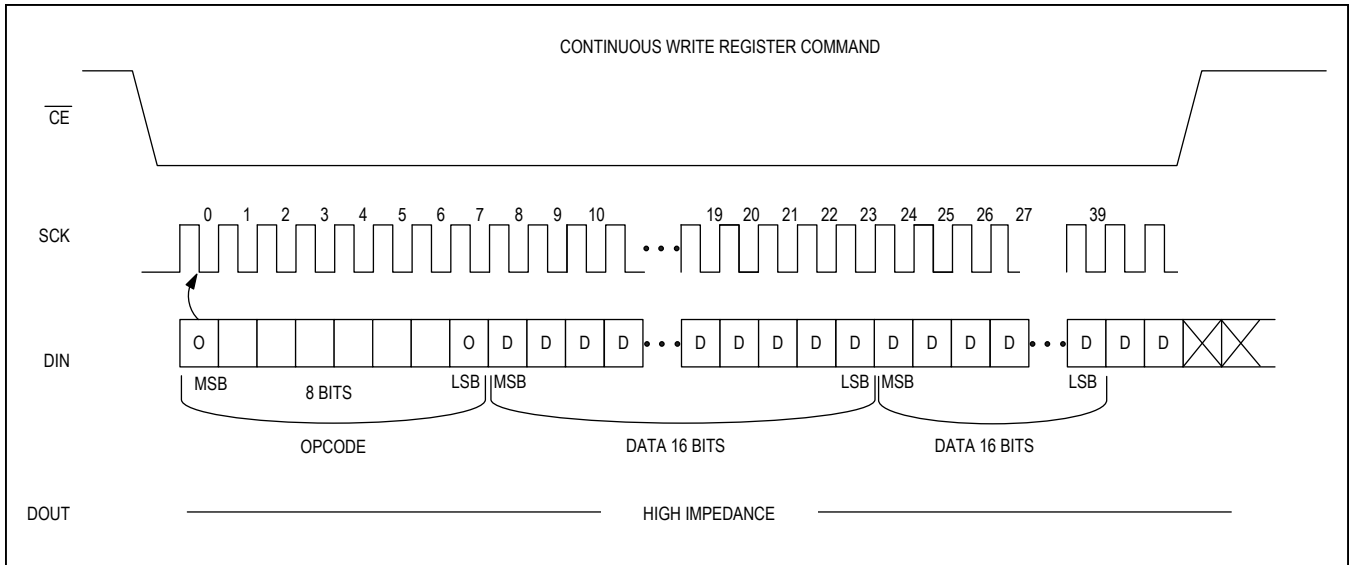 CONTINUOUS WRITE REGISTER COMMAND
CE
0 1 2 3 4 5 6 7 8 9 10 19 20 21 22 23 24 25 26 27 39
SCK
DIN
O O D D D D D D D D D D D D D D D D
MSB 8 BITS LSB MSB LSB MSB LSB
OPCODE DATA 16 BITS DATA 16 BITS
DOUT HIGH IMPEDANCE